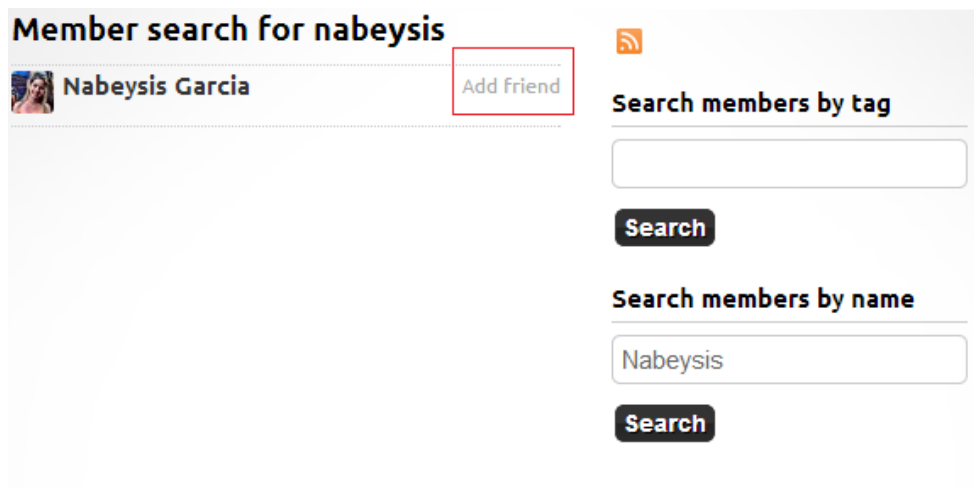 Member search for nabeysis
Nabeysis Garcia
Add friend
Search members by tag
Search
Search members by name
Nabeysis
Search